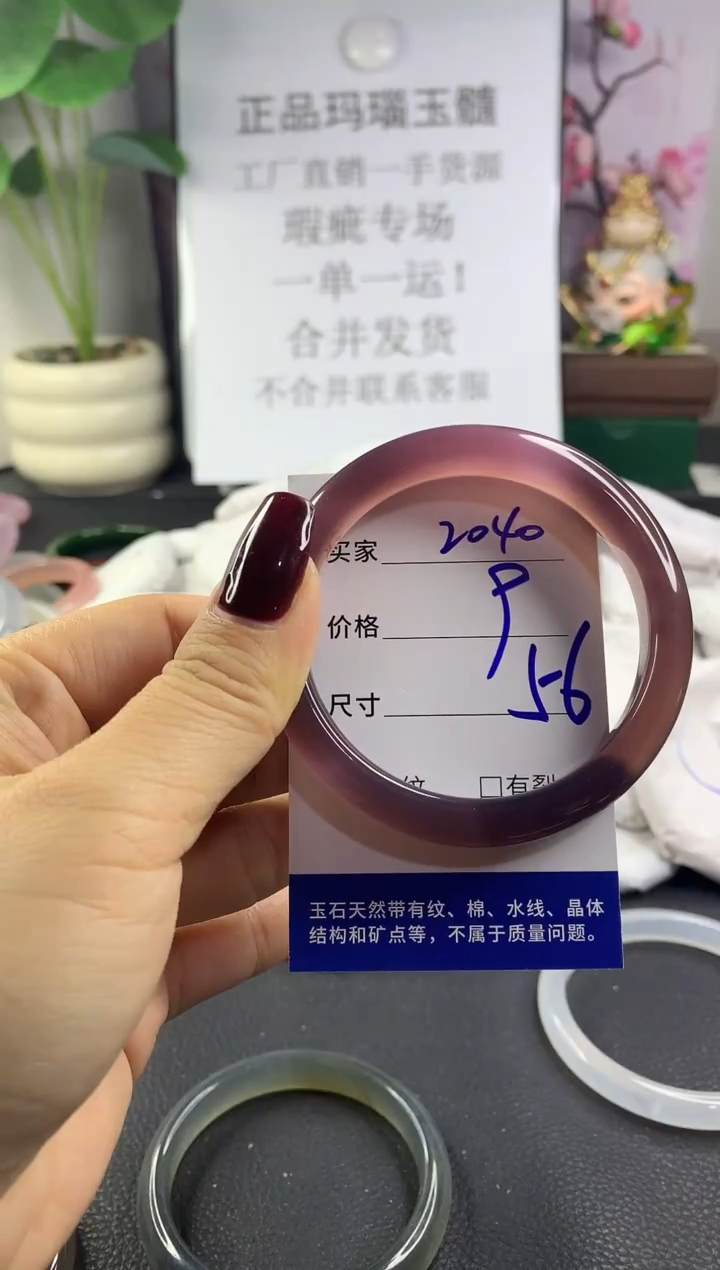 正品玛瑙玉髓
工厂直销一手货源
瑕疵专场
一单一运!
合并发货
不合并联系客服
买家 2040
价格 9
尺寸 56
纹 □有裂
玉石天然带有纹、棉、水线、晶体
结构和矿点等，不属于质量问题。